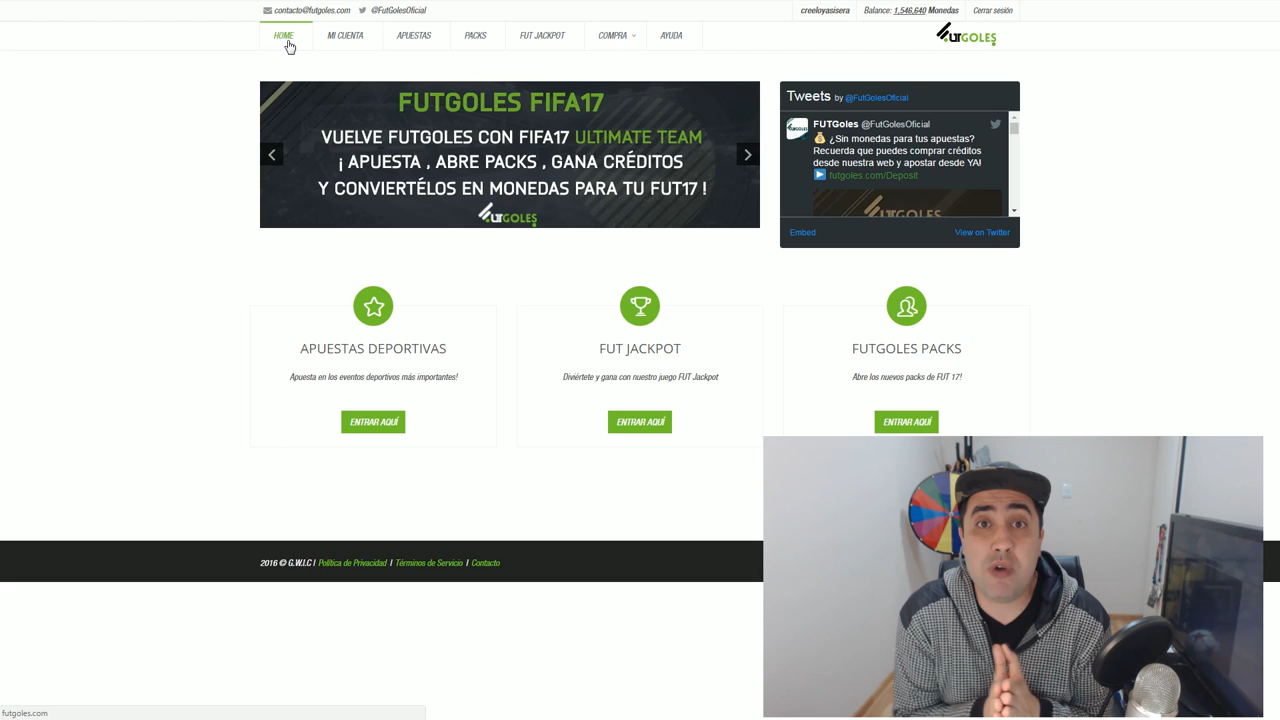 contacto@futgoles.com @FutGolesOficial
creeloyasisera Balance: 1,546,640 Monedas Cerrar sesión
HOME MI CUENTA APUESTAS PACKS FUT JACKPOT COMPRA AYUDA
FUTGOLES
FUTGOLES FIFA17
VUELVE FUTGOLES CON FIFA17 ULTIMATE TEAM
¡ APUESTA , ABRE PACKS , GANA CRÉDITOS
Y CONVIERTÉLOS EN MONEDAS PARA TU FUT17 !
FUTGOLES
Tweets by @FutGolesOficial
FUTGoles @FutGolesOficial
¿Sin monedas para tus apuestas?
Recuerda que puedes comprar créditos
desde nuestra web y apostar desde YA!
futgoles.com/Deposit
FUTGOLES
Embed View on Twitter
APUESTAS DEPORTIVAS
Apuesta en los eventos deportivos más importantes!
ENTRAR AQUÍ
FUT JACKPOT
Diviértete y gana con nuestro juego FUT Jackpot
ENTRAR AQUÍ
FUTGOLES PACKS
Abre los nuevos packs de FUT 17!
ENTRAR AQUÍ
2016 © G.W.I.C I Política de Privacidad I Términos de Servicio I Contacto
futgoles.com